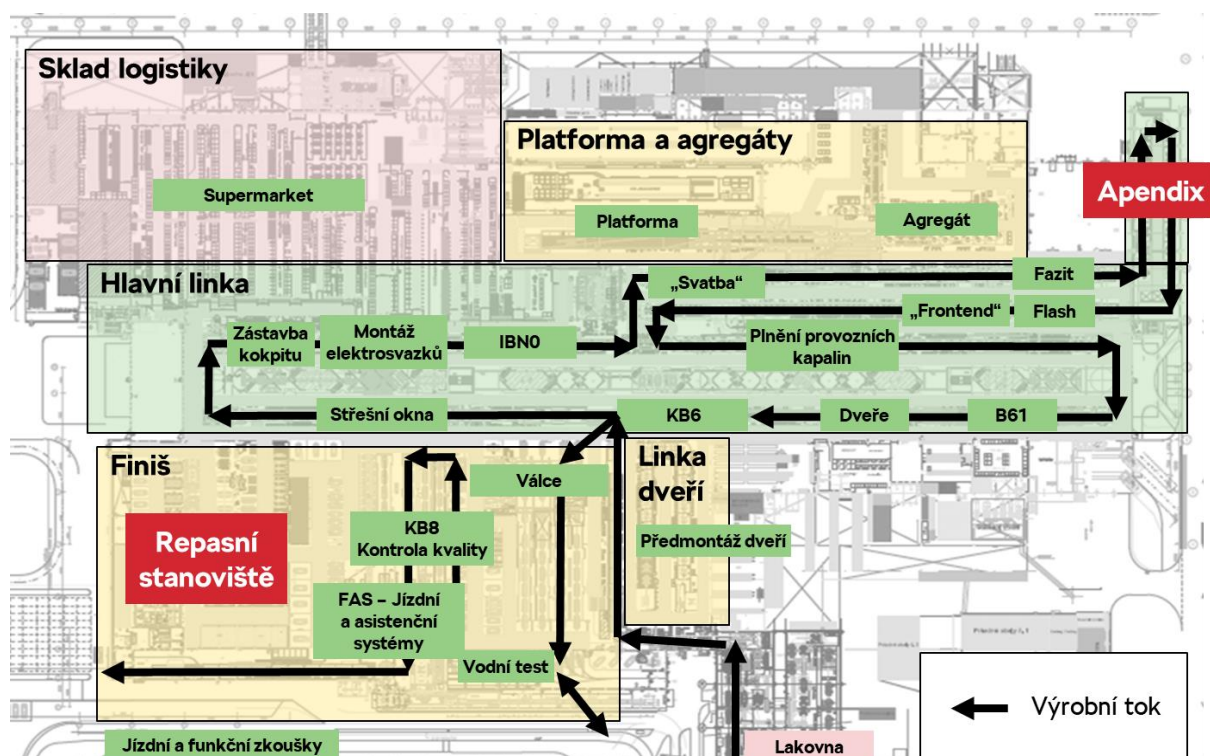 Sklad logistiky
Supermarket
Platforma a agregáty
Platforma
Agregát
Apendix
Hlavní linka
„Svatba“
Fazit
„Frontend“
Flash
Zástavba
kokpitu
Montáž
elektrosvazků
IBN0
Plnění provozních
kapalin
Střešní okna
KB6
Dveře
B61
Finiš
Válce
Linka
dveří
KB8
Kontrola kvality
Předmontáž dveří
Repasní
stanoviště
FAS – Jízdní
a asistenční
systémy
Vodní test
Výrobní tok
Jízdní a funkční zkoušky
Lakovna